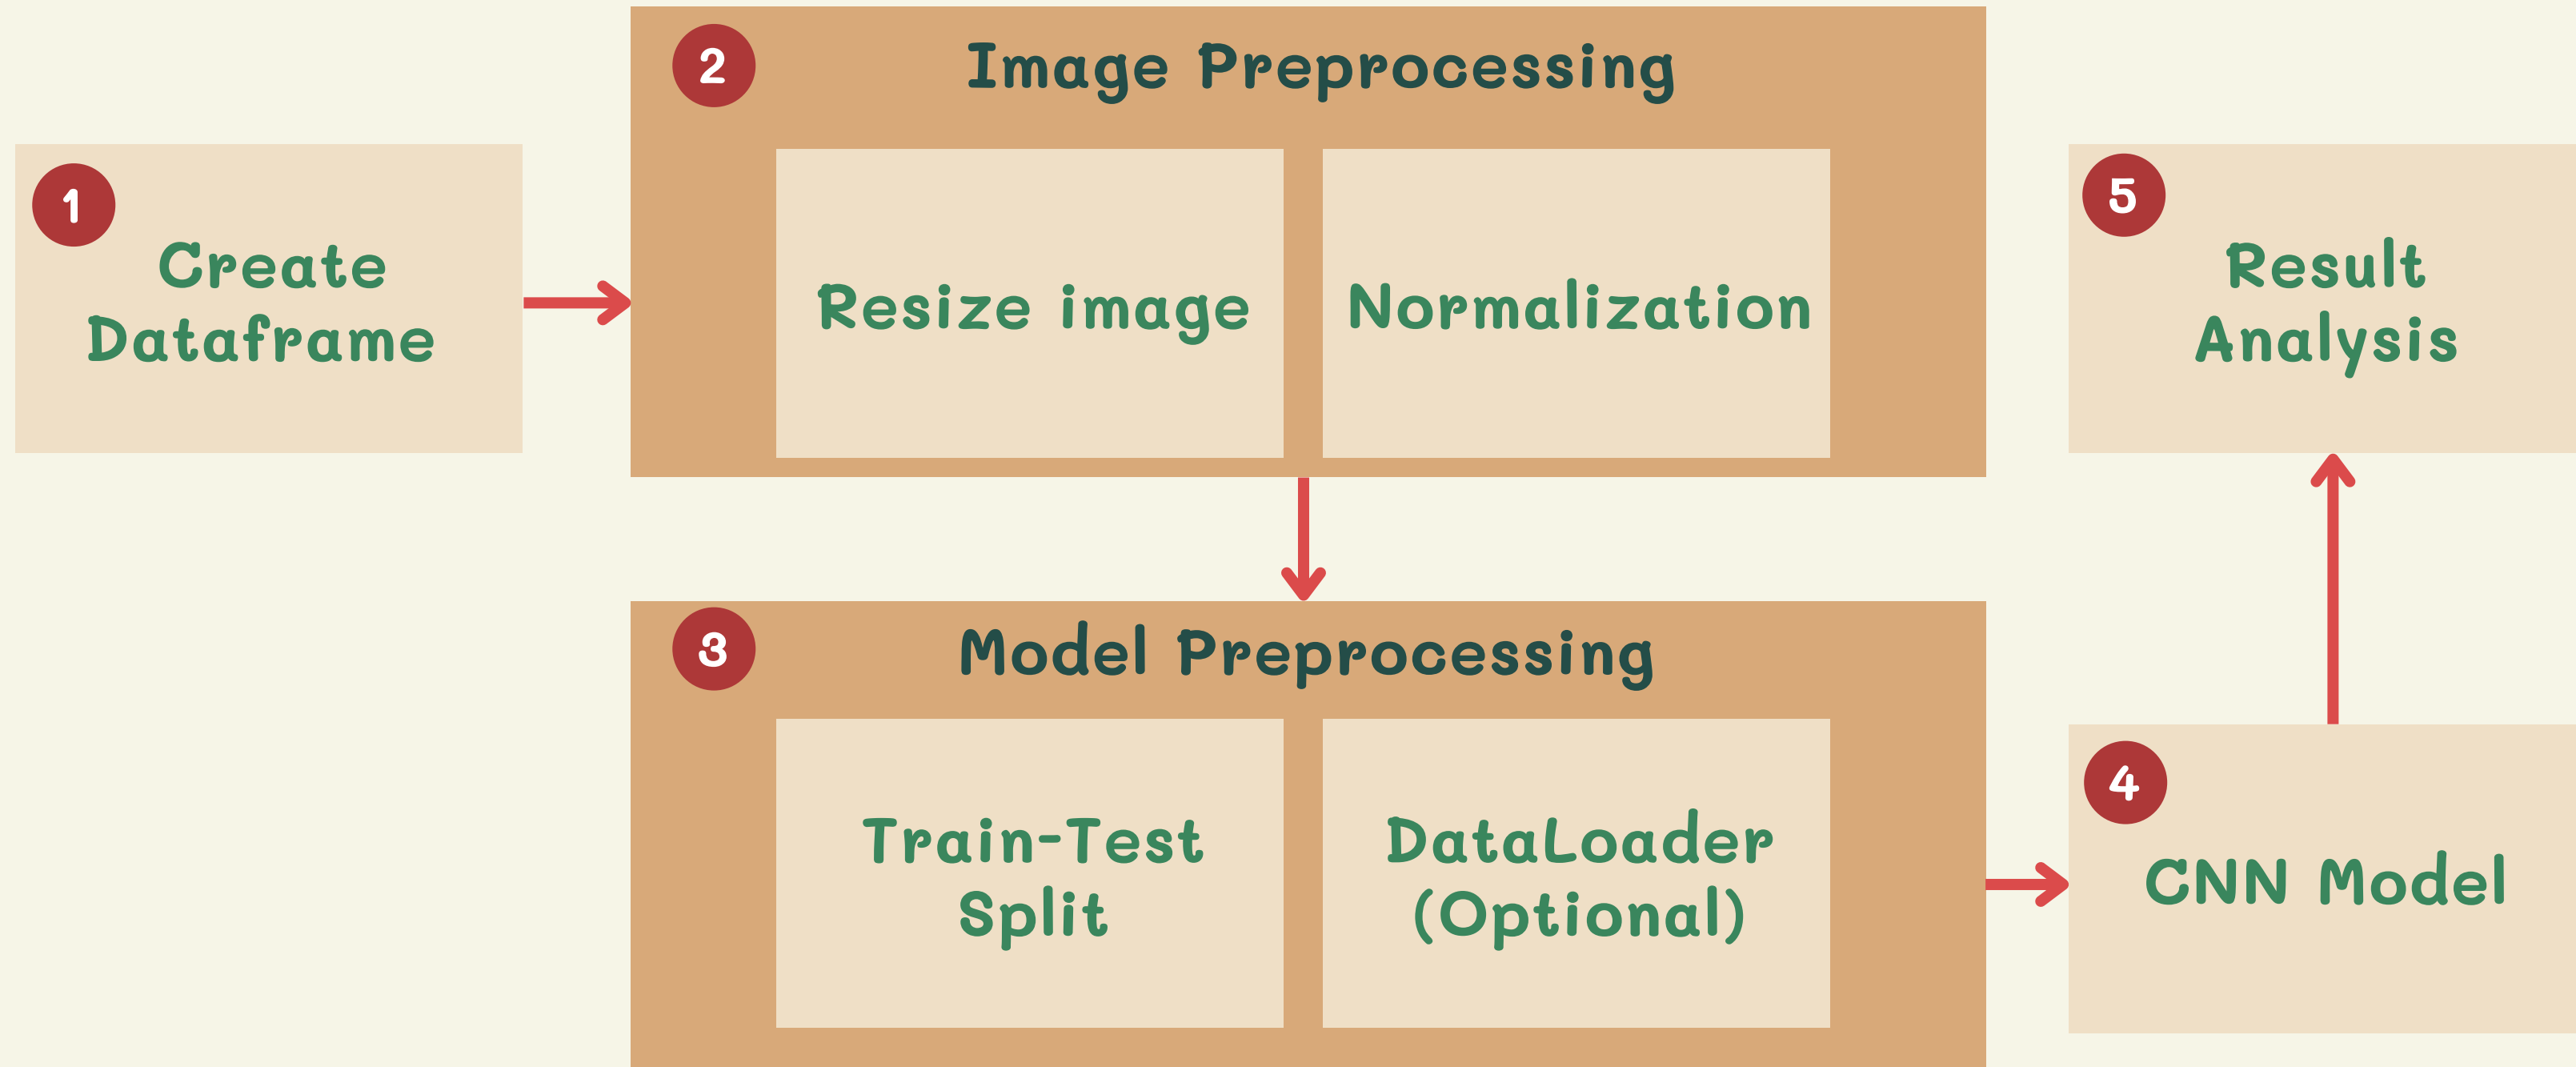 1
Create
Dataframe
2
Image Preprocessing
Resize image
Normalization
3
Model Preprocessing
Train-Test
Split
DataLoader
(Optional)
4
CNN Model
5
Result
Analysis